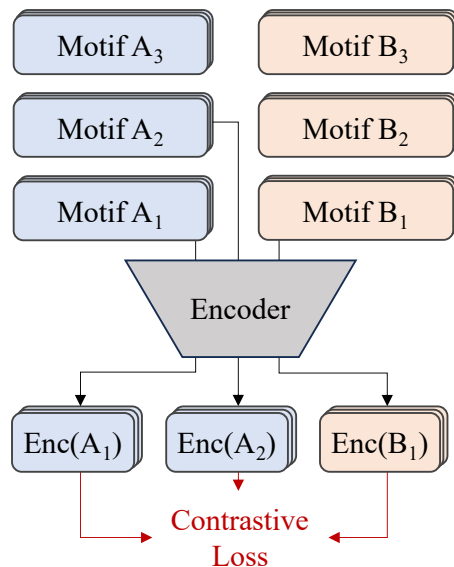 Motif A₃
Motif B₃
Motif A₂
Motif B₂
Motif A₁
Motif B₁
Encoder
Enc(A₁)
Enc(A₂)
Enc(B₁)
Contrastive
Loss